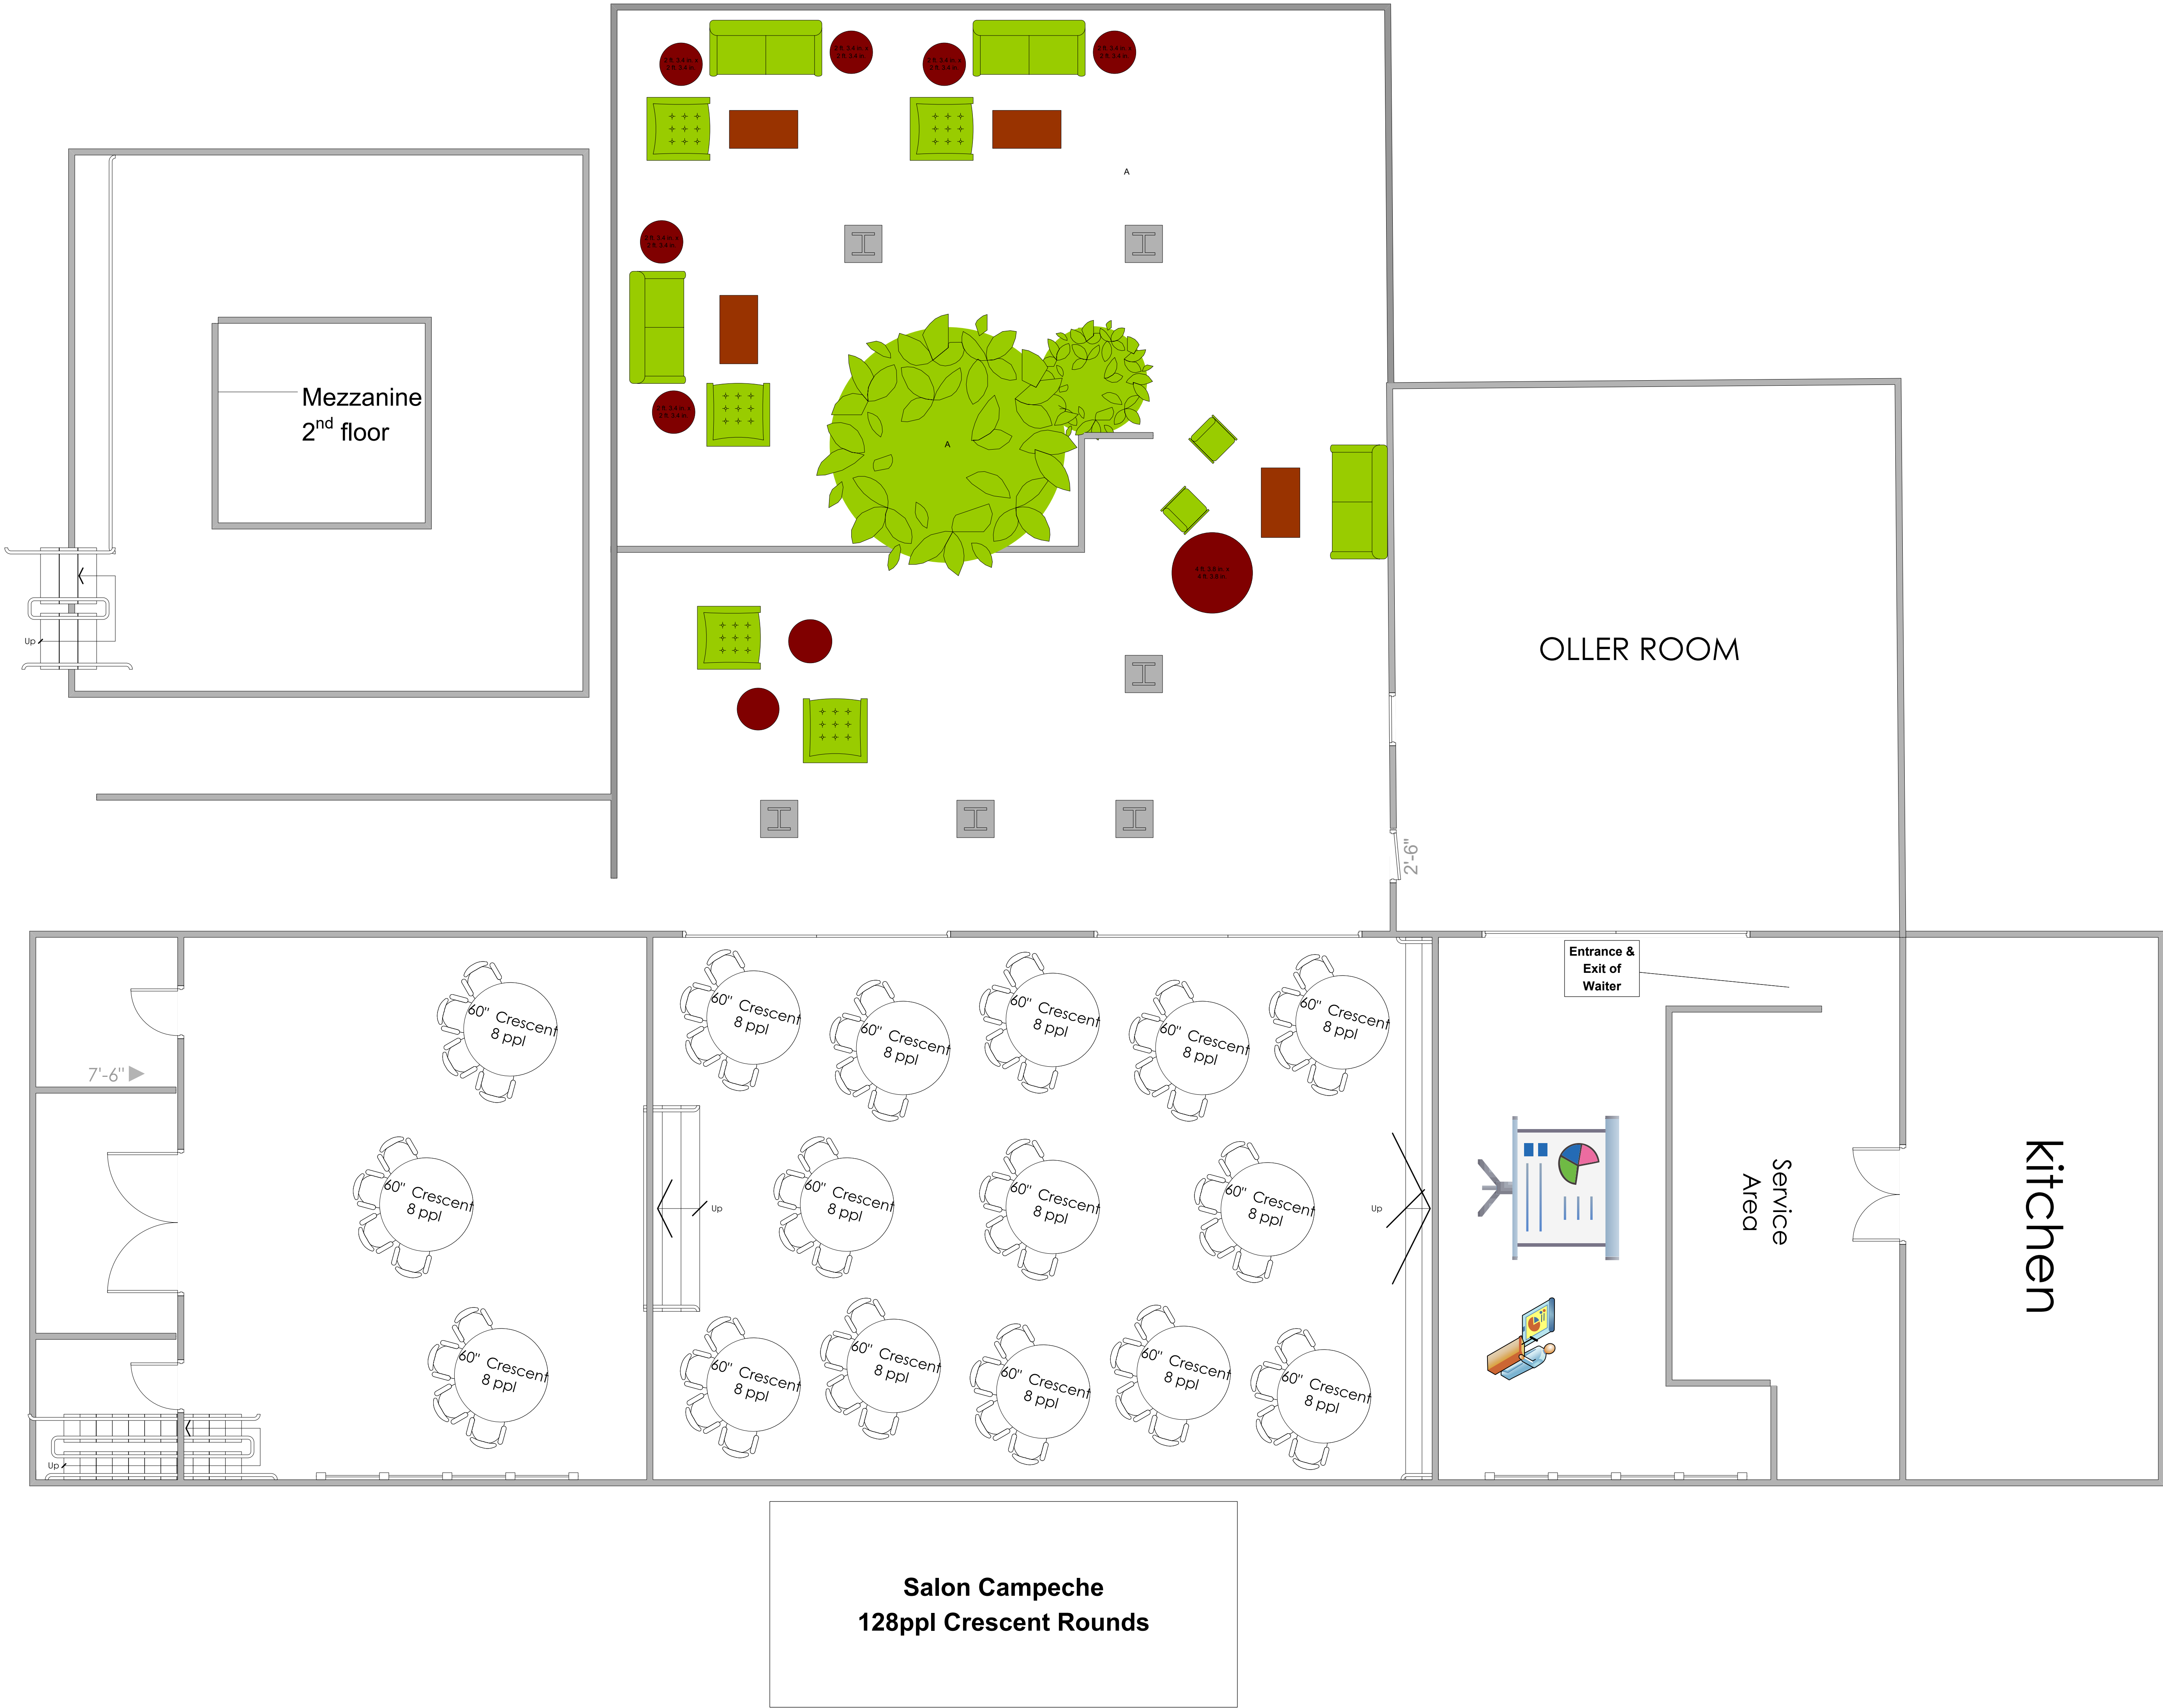 A
Mezzanine
2nd floor
A
Up
OLLER ROOM
2'-6"
Entrance &
Exit of
Waiter
7'-6"
60" Crescent
8 ppl
60" Crescent
8 ppl
60" Crescent
8 ppl
60" Crescent
8 ppl
60" Crescent
8 ppl
60" Crescent
8 ppl
60" Crescent
8 ppl
60" Crescent
8 ppl
60" Crescent
8 ppl
60" Crescent
8 ppl
Up
Up
Service
Area
kitchen
60" Crescent
8 ppl
60" Crescent
8 ppl
60" Crescent
8 ppl
60" Crescent
8 ppl
60" Crescent
8 ppl
60" Crescent
8 ppl
Up
Salon Campeche
128ppl Crescent Rounds